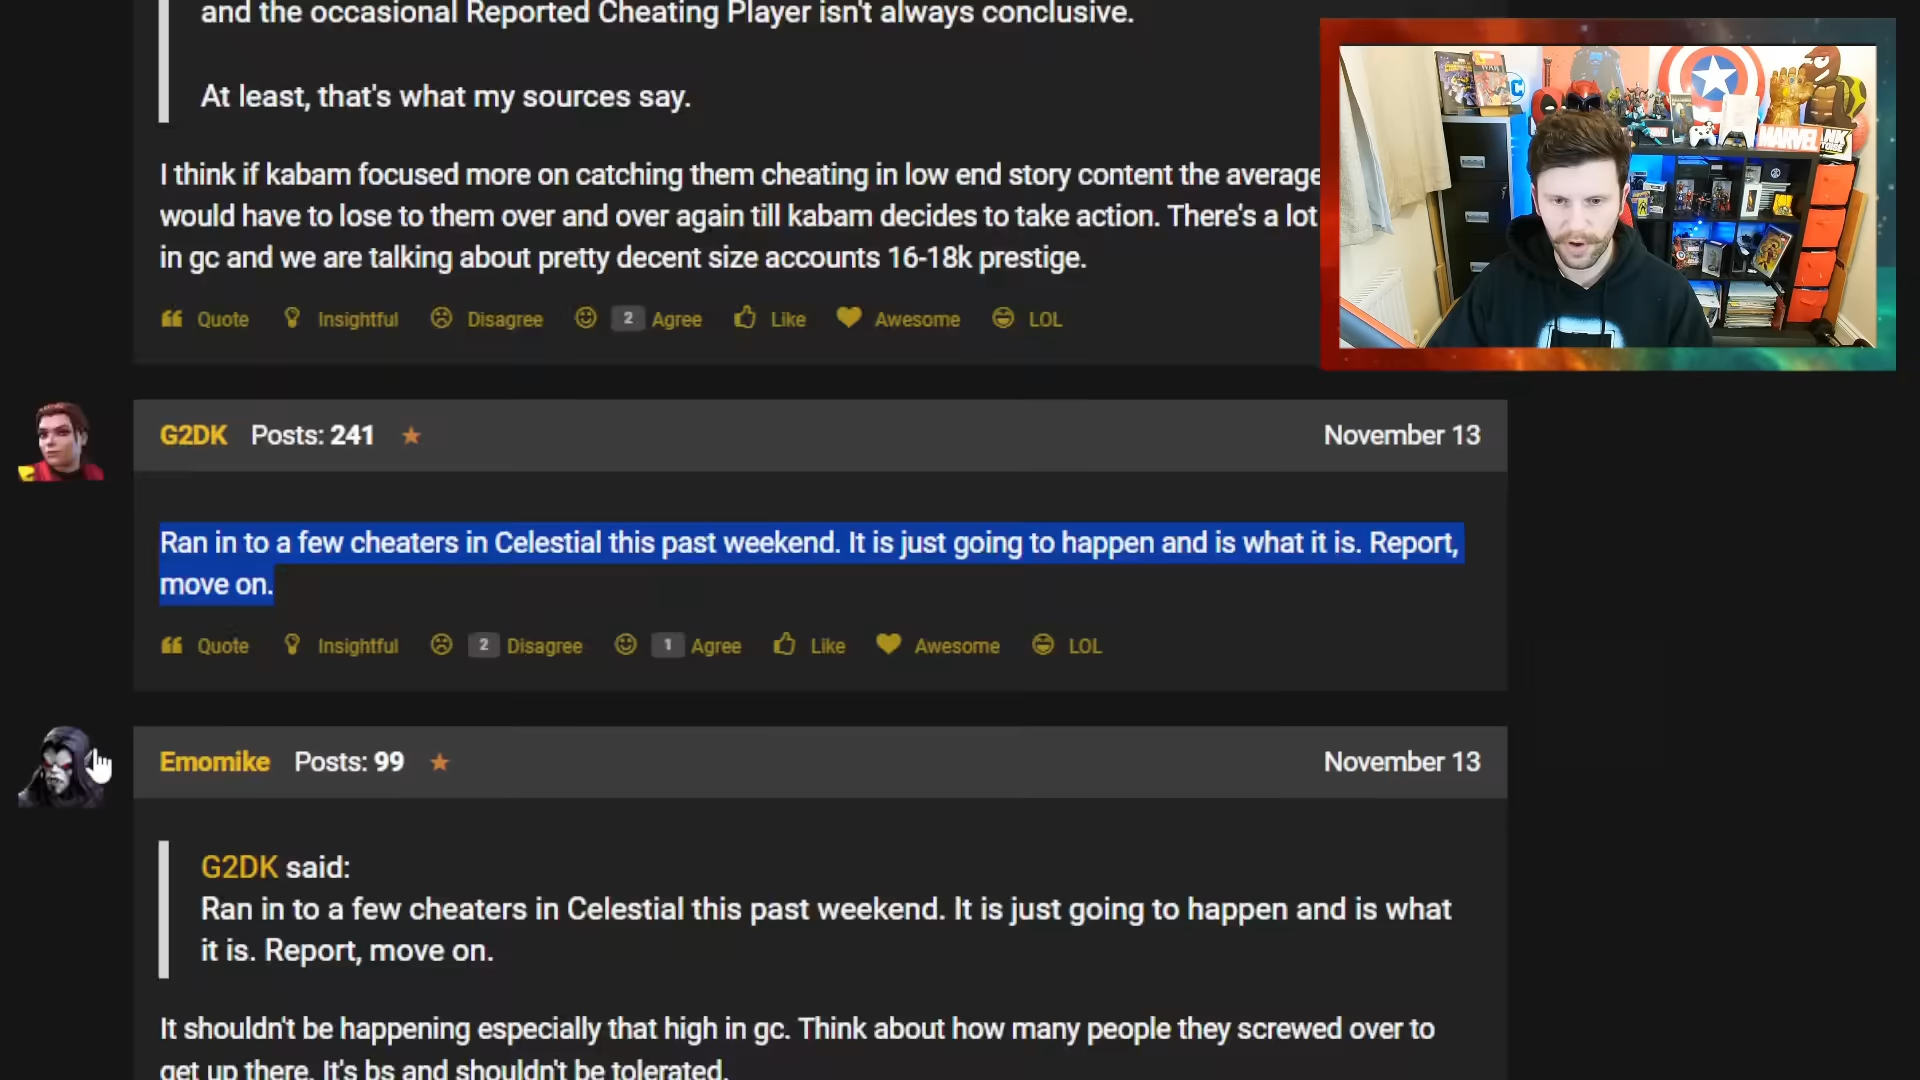 and the occasional Reported Cheating Player isn't always conclusive.
At least, that's what my sources say.
I think if kabam focused more on catching them cheating in low end story content the average
would have to lose to them over and over again till kabam decides to take action. There's a lot
in gc and we are talking about pretty decent size accounts 16-18k prestige.
Quote Insightful Disagree 2 Agree Like Awesome LOL
MARVEL
G2DK Posts: 241 November 13
Ran in to a few cheaters in Celestial this past weekend. It is just going to happen and is what it is. Report,
move on.
Quote Insightful 2 Disagree 1 Agree Like Awesome LOL
Emomike Posts: 99 November 13
G2DK said:
Ran in to a few cheaters in Celestial this past weekend. It is just going to happen and is what
it is. Report, move on.
It shouldn't be happening especially that high in gc. Think about how many people they screwed over to
get up there. It's bs and shouldn't be tolerated.